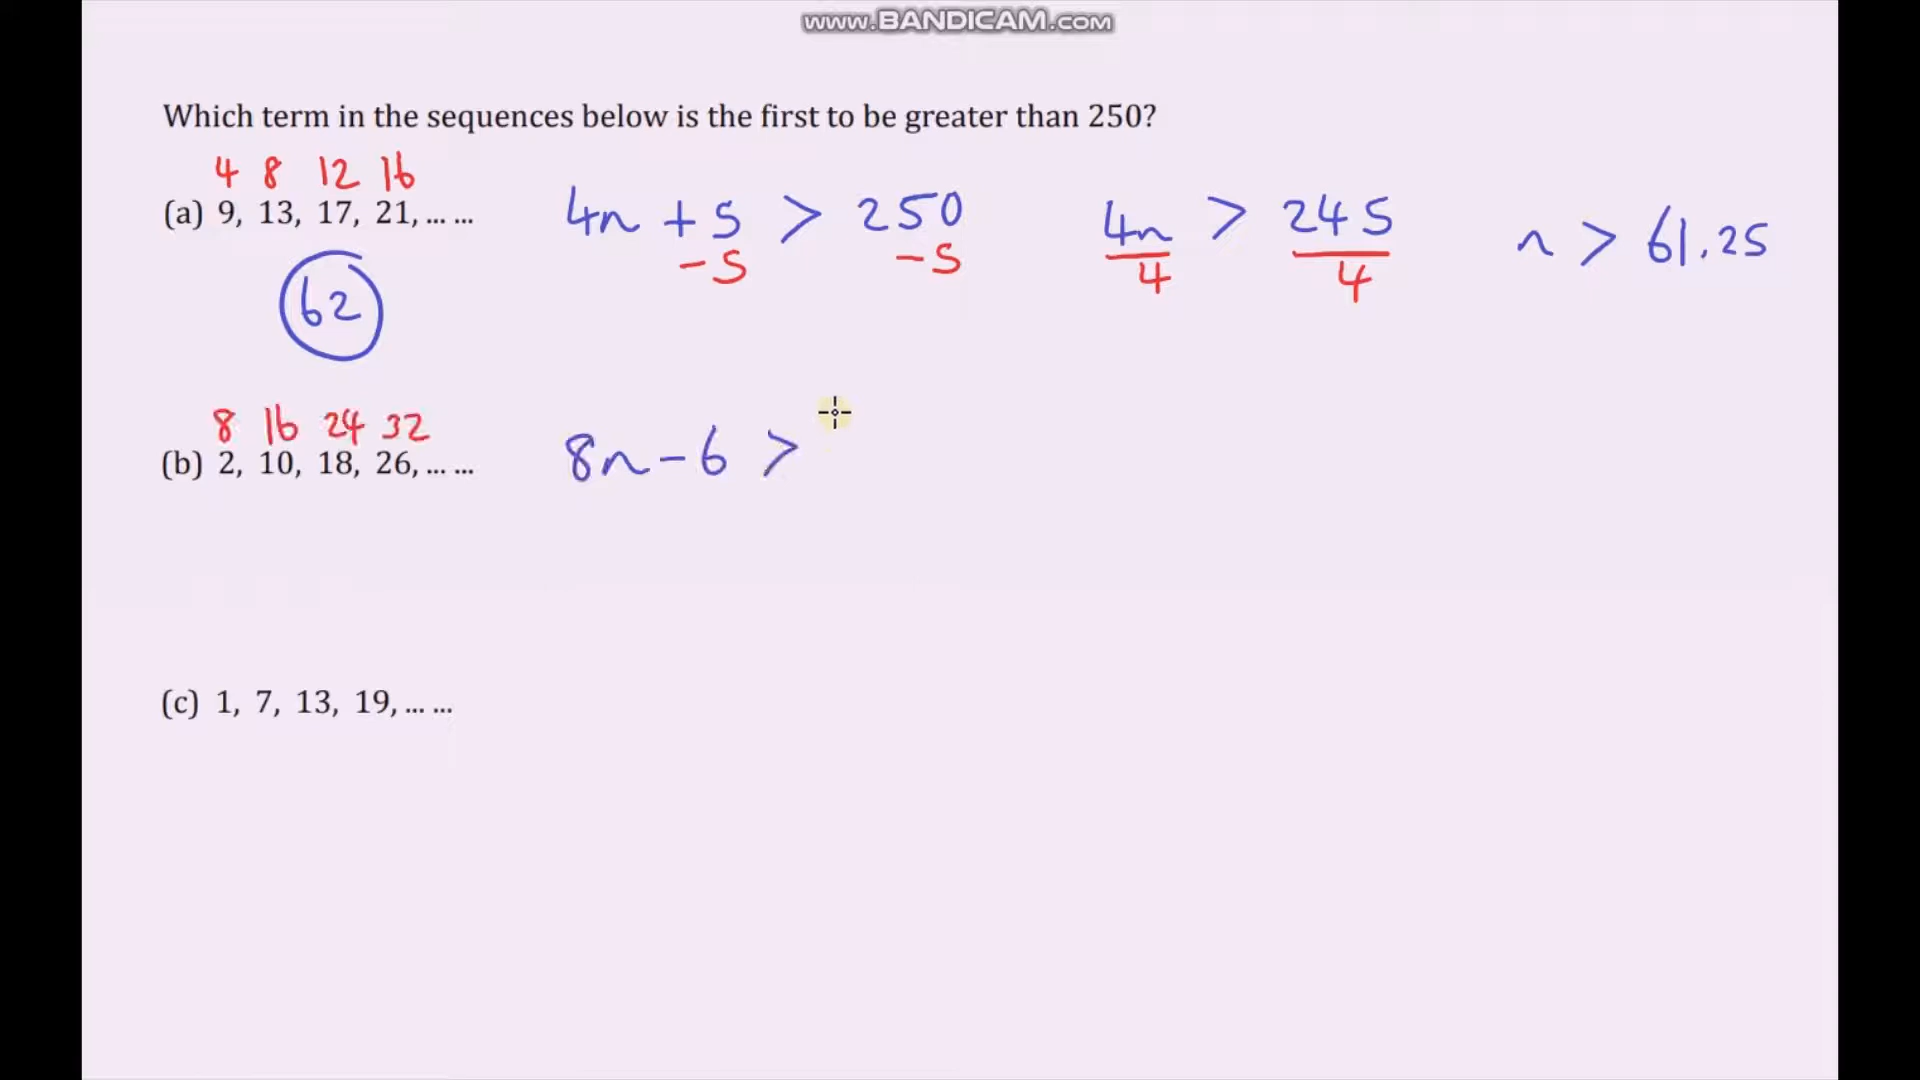 www.BANDICAM.com
Which term in the sequences below is the first to be greater than 250?
4 8 12 16
(a) 9, 13, 17, 21, ... ...
4n + 5 > 250
-5 -5
4n > 245
4 4
n > 61.25
62
8 16 24 32
(b) 2, 10, 18, 26, ... ...
8n - 6 >
(c) 1, 7, 13, 19, ... ...